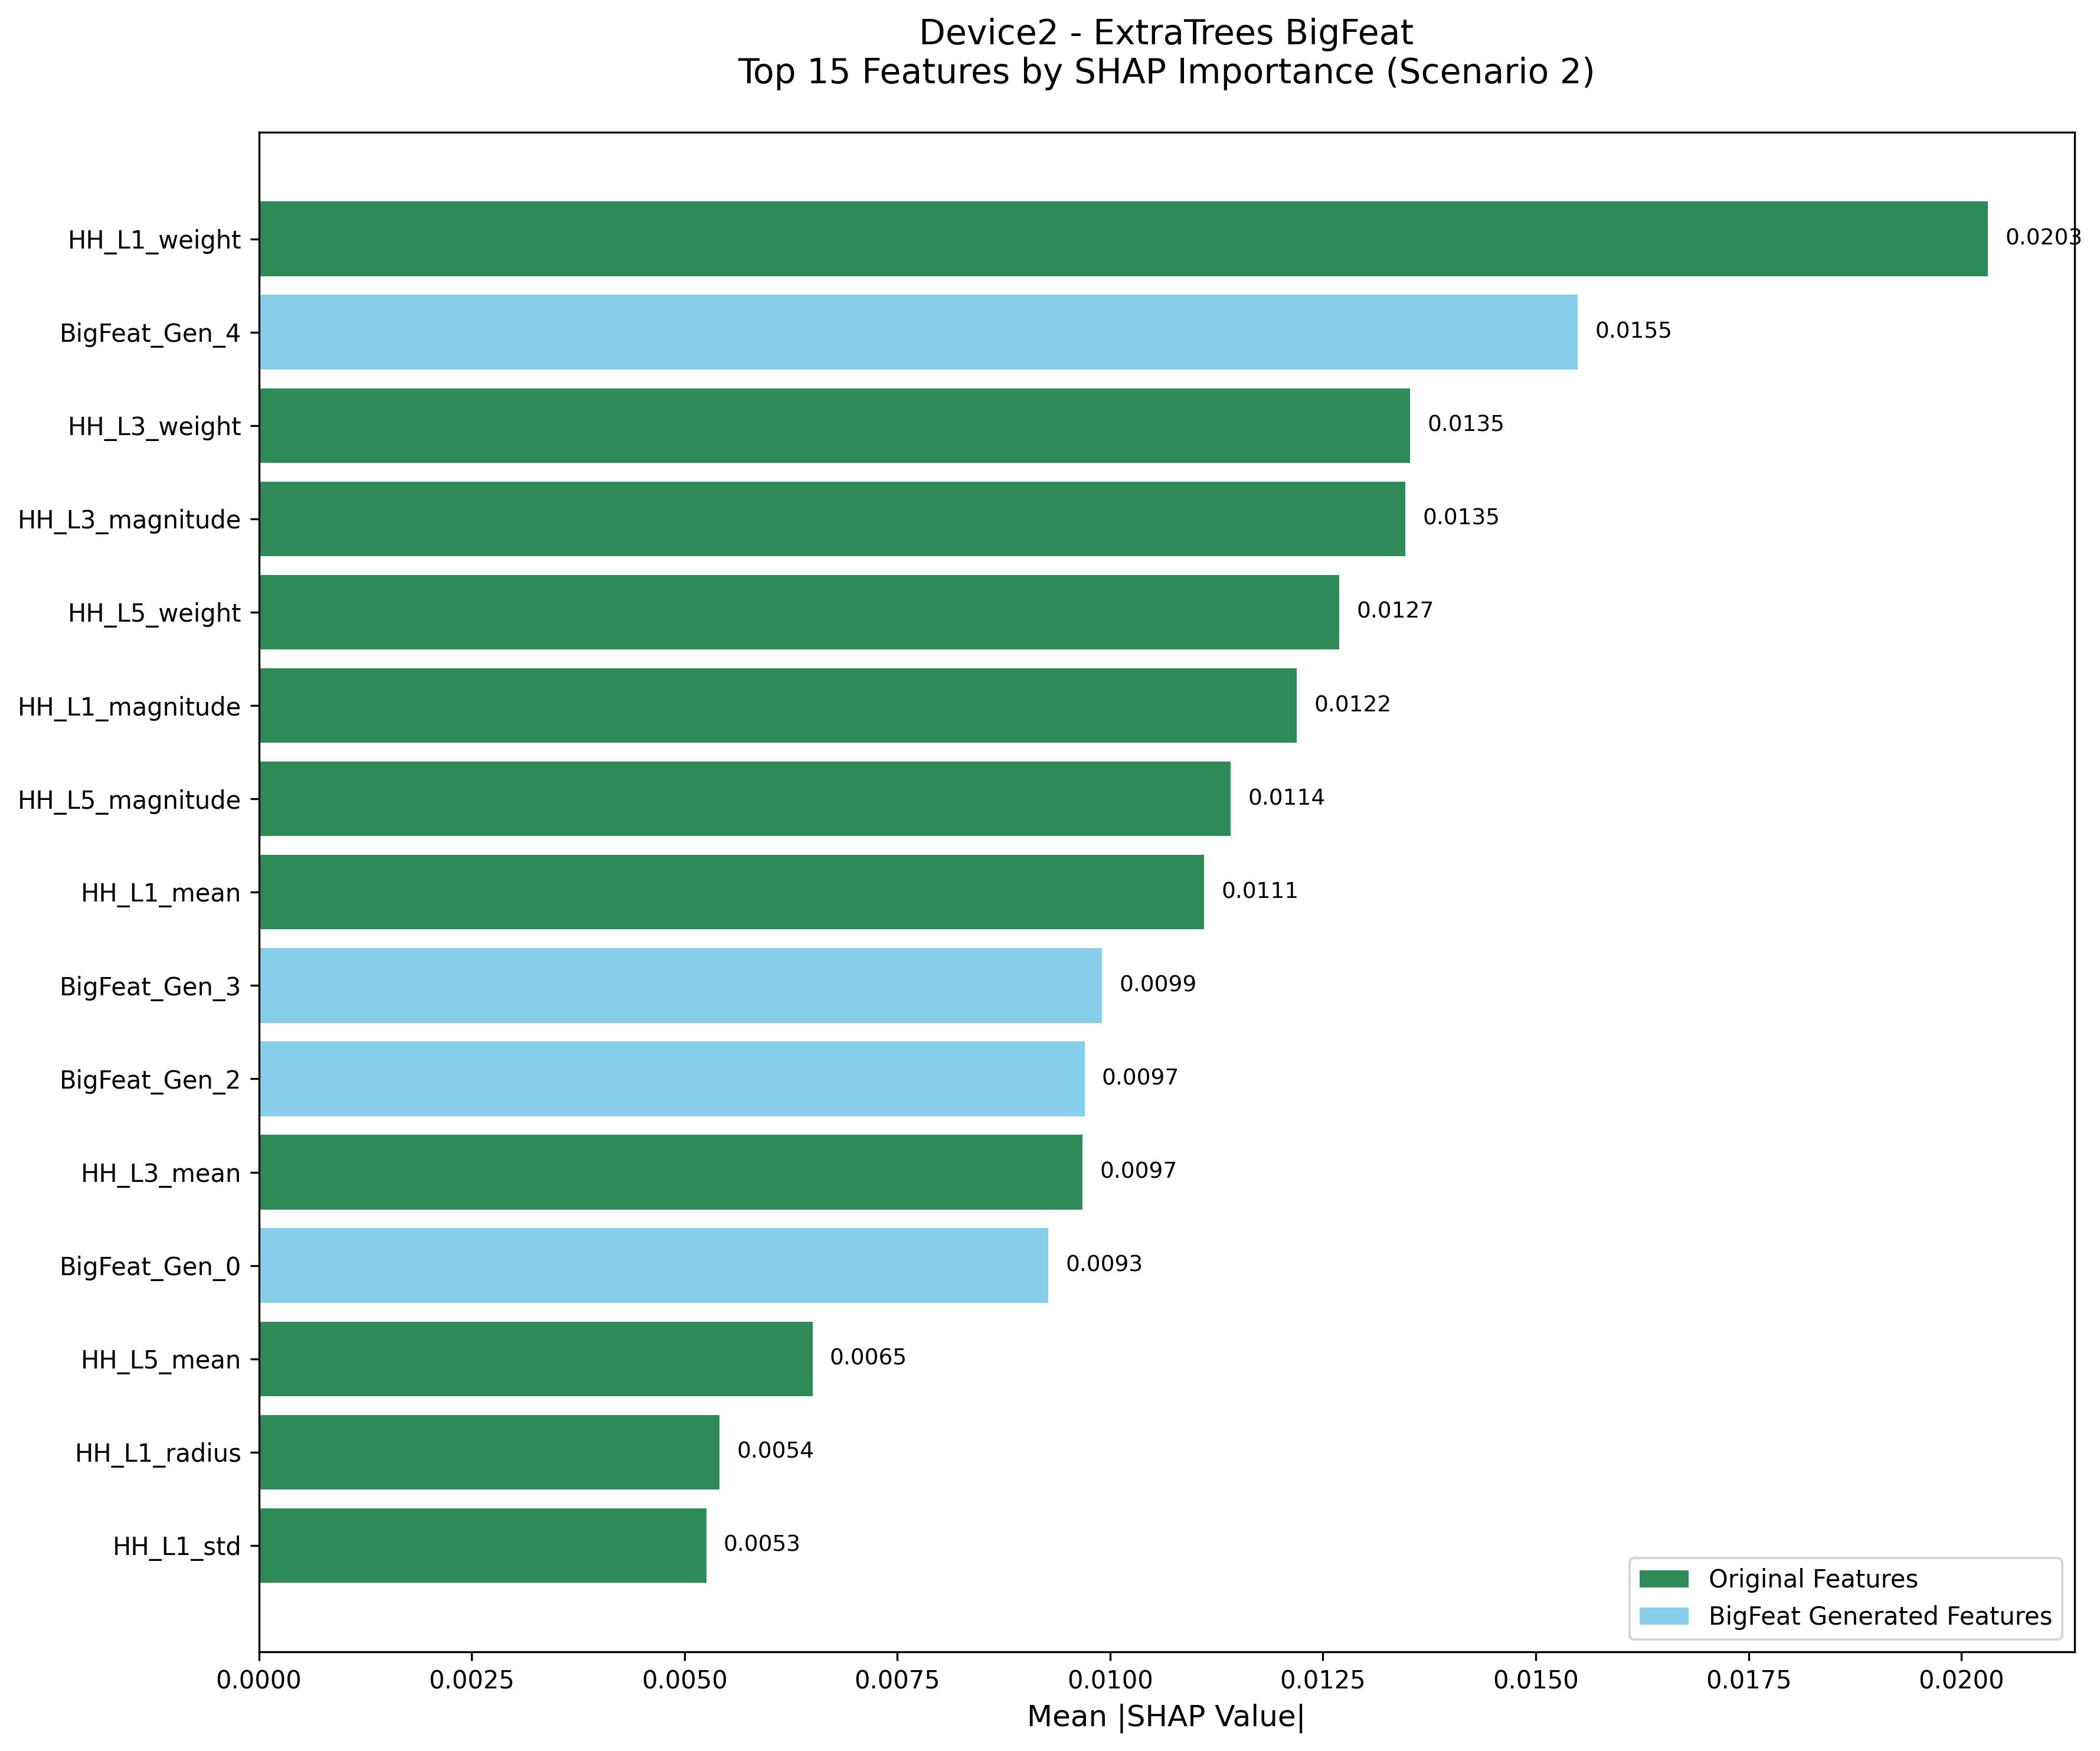 Device2 - ExtraTrees BigFeat
Top 15 Features by SHAP Importance (Scenario 2)
HH_L1_weight 0.0203
BigFeat_Gen_4 0.0155
HH_L3_weight 0.0135
HH_L3_magnitude 0.0135
HH_L5_weight 0.0127
HH_L1_magnitude 0.0122
HH_L5_magnitude 0.0114
HH_L1_mean 0.0111
BigFeat_Gen_3 0.0099
BigFeat_Gen_2 0.0097
HH_L3_mean 0.0097
BigFeat_Gen_0 0.0093
HH_L5_mean 0.0065
HH_L1_radius 0.0054
HH_L1_std 0.0053
Original Features
BigFeat Generated Features
0.0000 0.0025 0.0050 0.0075 0.0100 0.0125 0.0150 0.0175 0.0200
Mean |SHAP Value|